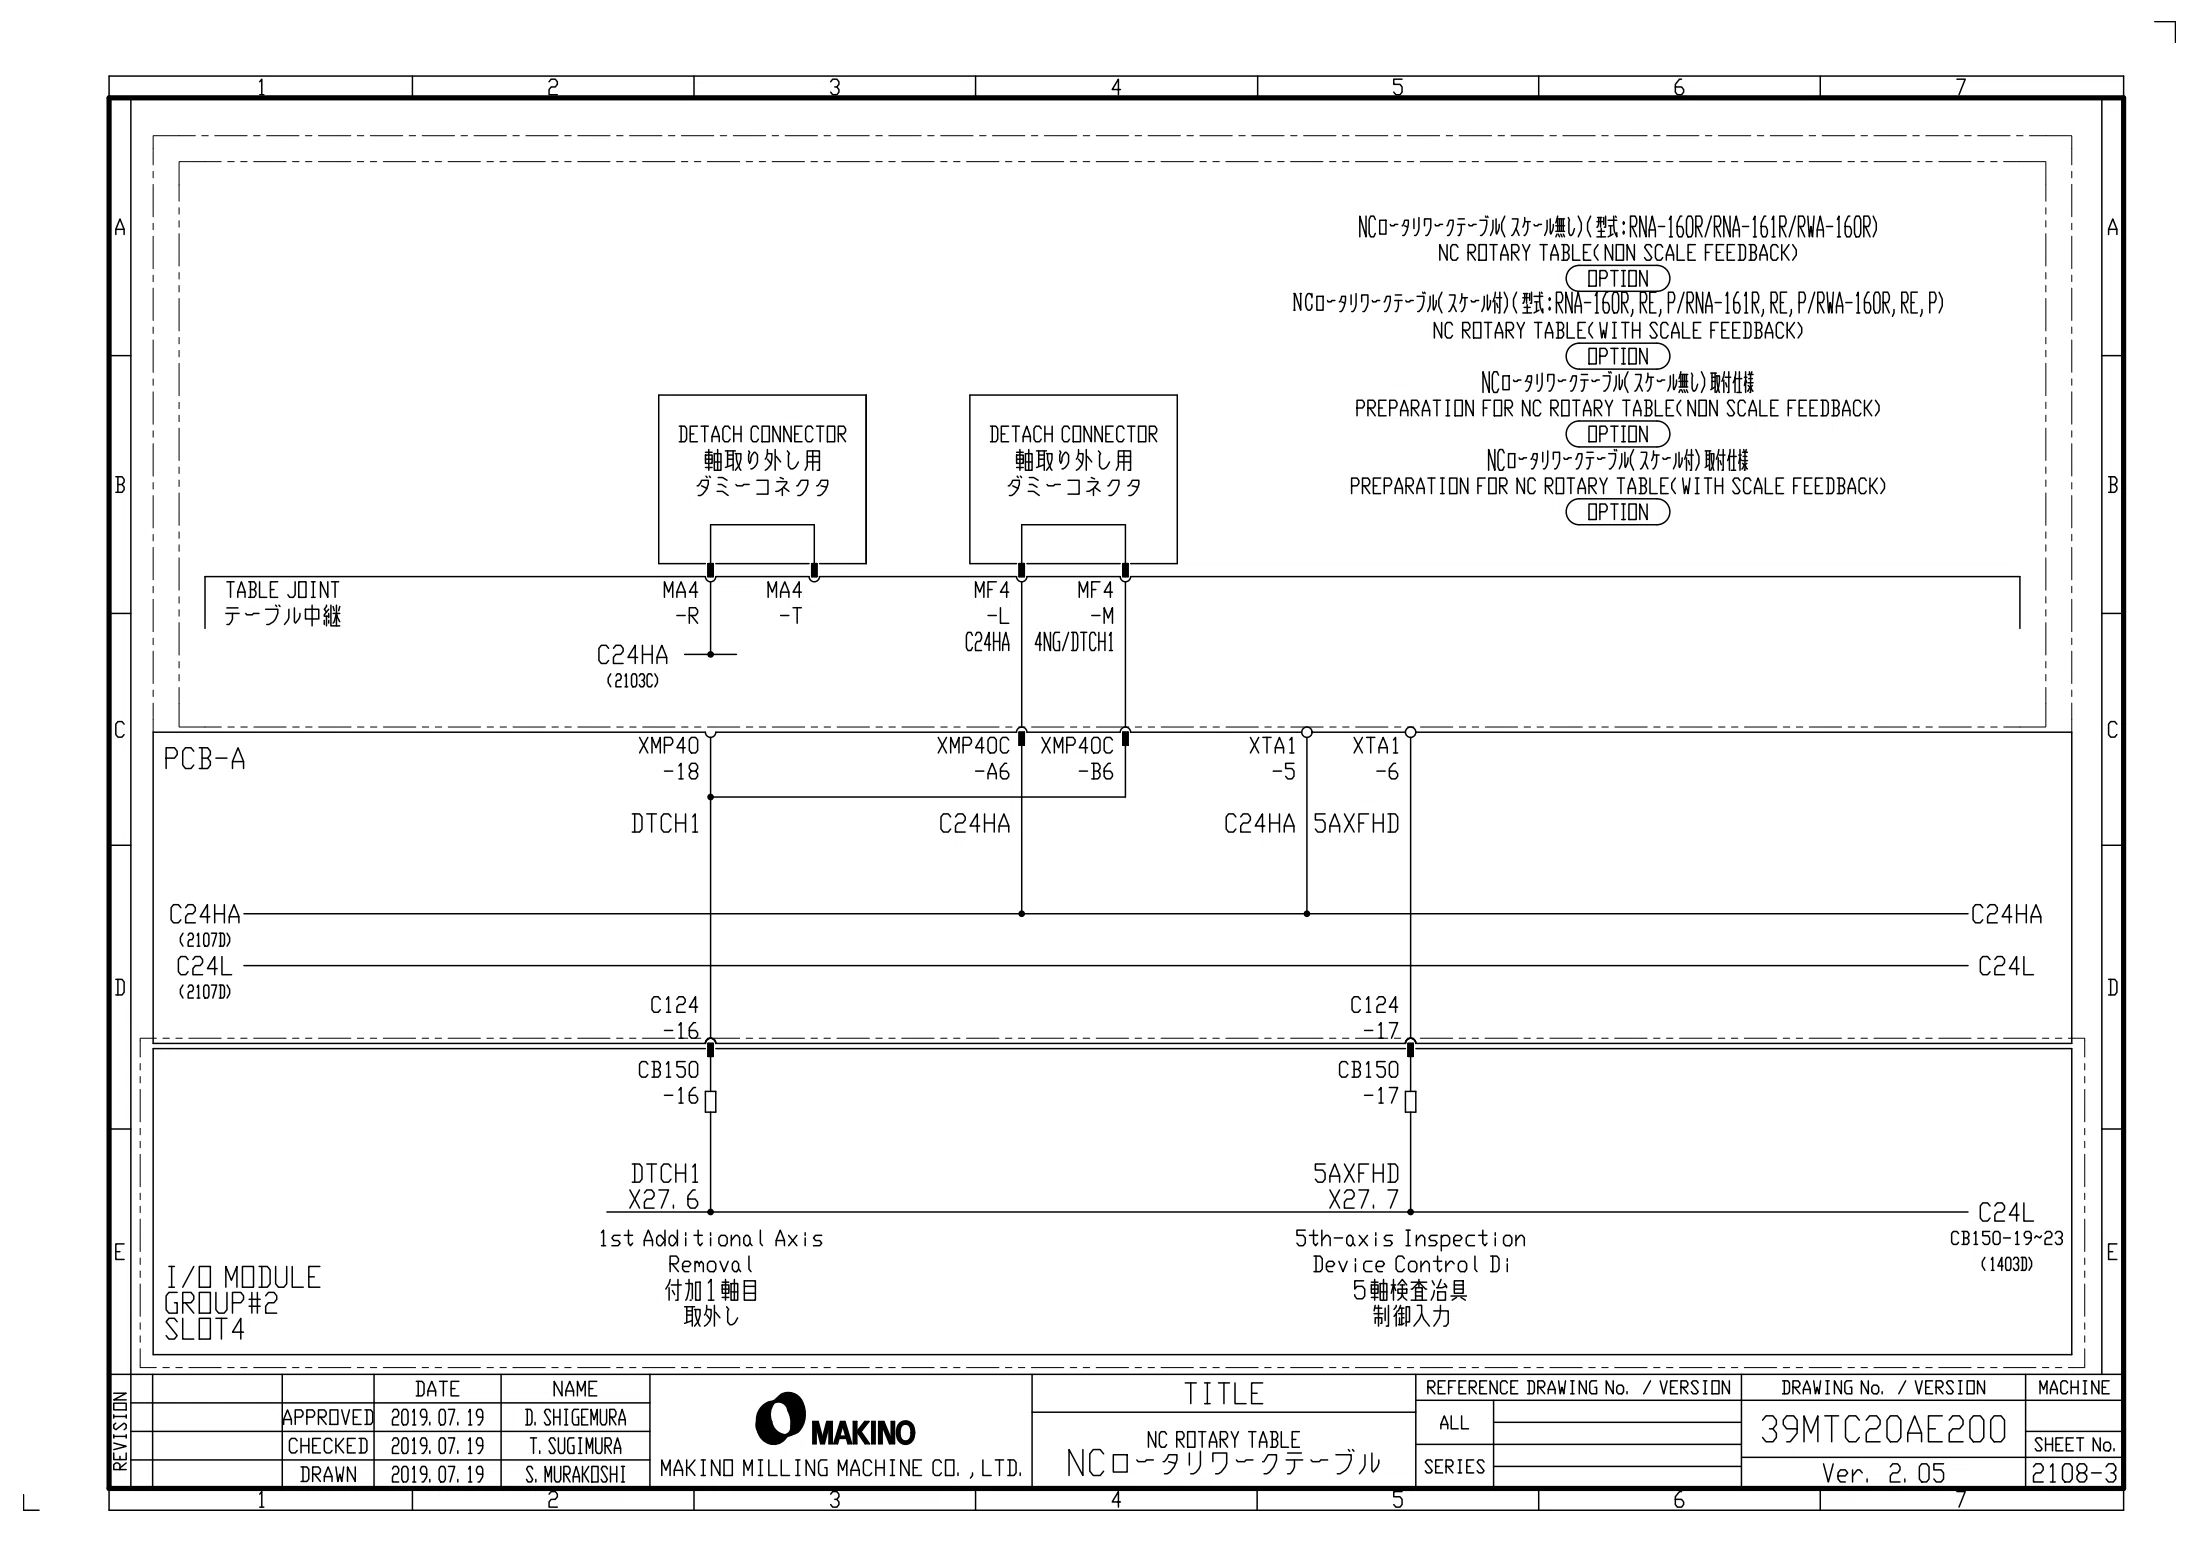 1 2 3 4 5 6 7
A A
NCロータリワークテーブル(スケール無し)(型式:RNA-160R/RNA-161R/RWA-160R)
NC ROTARY TABLE(NON SCALE FEEDBACK)
OPTION
NCロータリワークテーブル(スケール付)(型式:RNA-160R,RE,P/RNA-161R,RE,P/RWA-160R,RE,P)
NC ROTARY TABLE(WITH SCALE FEEDBACK)
OPTION
NCロータリワークテーブル(スケール無し)取付仕様
PREPARATION FOR NC ROTARY TABLE(NON SCALE FEEDBACK)
OPTION
NCロータリワークテーブル(スケール付)取付仕様
PREPARATION FOR NC ROTARY TABLE(WITH SCALE FEEDBACK)
OPTION
DETACH CONNECTOR
軸取り外し用
ダミーコネクタ
DETACH CONNECTOR
軸取り外し用
ダミーコネクタ
B B
TABLE JOINT
テーブル中継
MA4
-R
MA4
-T
MF4
-L
C24HA
MF4
-M
4NG/DTCH1
C24HA
(2103C)
C C
PCB-A
XMP40
-18
XMP40C
-A6
XMP40C
-B6
XTA1
-5
XTA1
-6
DTCH1
C24HA
C24HA
5AXFHD
C24HA
(2107D)
C24HA
C24L
(2107D)
C24L
D D
C124
-16
C124
-17
CB150
-16
CB150
-17
DTCH1
X27.6
5AXFHD
X27.7
1st Additional Axis
Removal
付加1軸目
取外し
5th-axis Inspection
Device Control Di
5軸検査冶具
制御入力
C24L
CB150-19~23
(1403D)
E E
I/O MODULE
GROUP#2
SLOT4
REVISION
DATE NAME
APPROVED 2019.07.19 D.SHIGEMURA
CHECKED 2019.07.19 T.SUGIMURA
DRAWN 2019.07.19 S.MURAKOSHI
MAKINO
MAKINO MILLING MACHINE CO.,LTD.
TITLE
NC ROTARY TABLE
NCロータリワークテーブル
REFERENCE DRAWING No. / VERSION
ALL
SERIES
DRAWING No. / VERSION
39MTC20AE200
Ver. 2.05
MACHINE
SHEET No.
2108-3
1 2 3 4 5 6 7